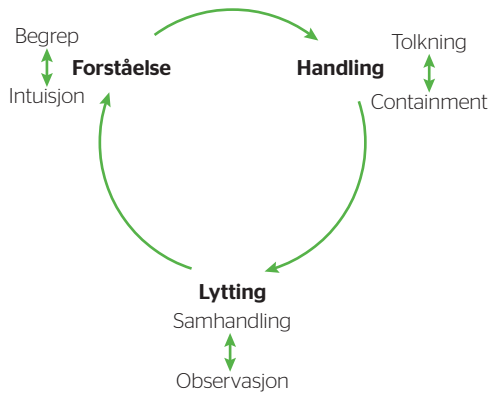 Begrep
Forståelse
Intuisjon
Handling
Tolkning
Containment
Lytting
Samhandling
Observasjon